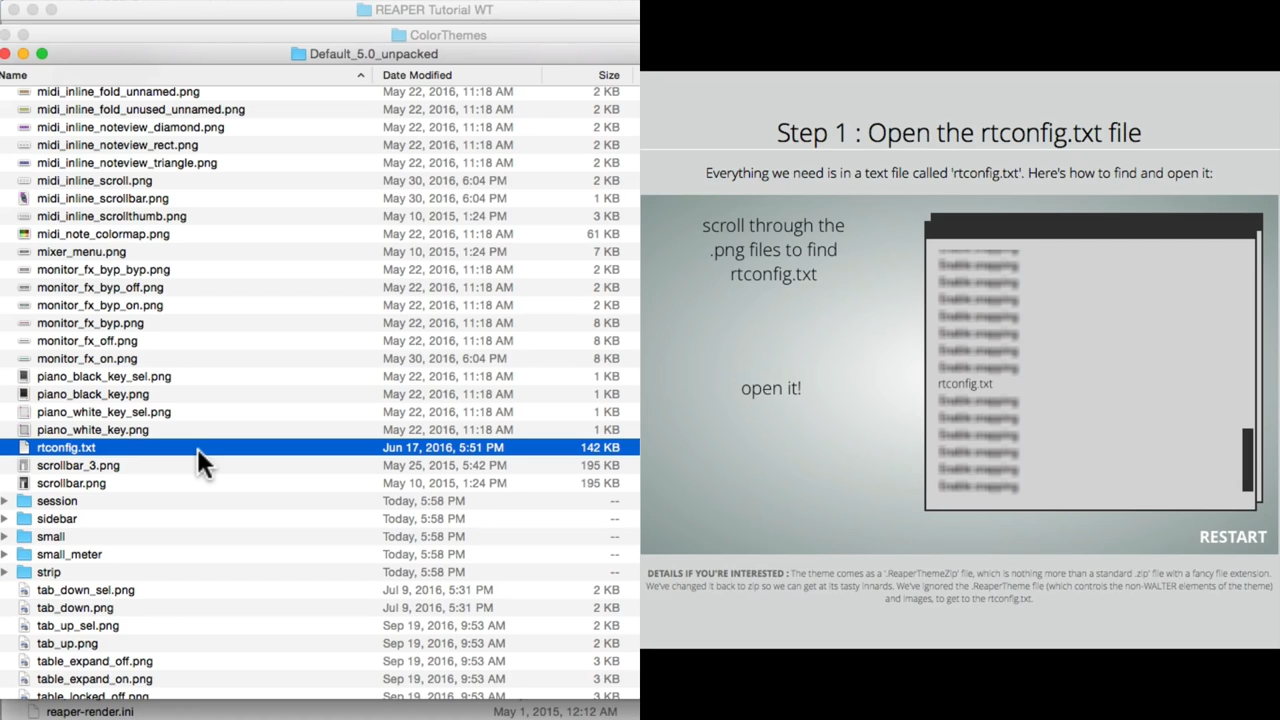 REAPER Tutorial WT
ColorThemes
Default_5.0_unpacked
Name Date Modified Size
midi_inline_fold_unnamed.png May 22, 2016, 11:18 AM 2 KB
midi_inline_fold_unused_unnamed.png May 22, 2016, 11:18 AM 2 KB
midi_inline_noteview_diamond.png May 22, 2016, 11:18 AM 2 KB
midi_inline_noteview_rect.png May 22, 2016, 11:18 AM 2 KB
midi_inline_noteview_triangle.png May 22, 2016, 11:18 AM 2 KB
midi_inline_scroll.png May 30, 2016, 6:04 PM 2 KB
midi_inline_scrollbar.png May 30, 2016, 6:04 PM 1 KB
midi_inline_scrollthumb.png May 10, 2015, 1:24 PM 3 KB
midi_note_colormap.png May 22, 2016, 11:18 AM 61 KB
mixer_menu.png May 10, 2015, 1:24 PM 7 KB
monitor_fx_byp_byp.png May 22, 2016, 11:18 AM 2 KB
monitor_fx_byp_off.png May 22, 2016, 11:18 AM 2 KB
monitor_fx_byp_on.png May 22, 2016, 11:18 AM 2 KB
monitor_fx_byp.png May 22, 2016, 11:18 AM 8 KB
monitor_fx_off.png May 22, 2016, 11:18 AM 8 KB
monitor_fx_on.png May 30, 2016, 6:04 PM 8 KB
piano_black_key_sel.png May 22, 2016, 11:18 AM 1 KB
piano_black_key.png May 22, 2016, 11:18 AM 1 KB
piano_white_key_sel.png May 22, 2016, 11:18 AM 1 KB
piano_white_key.png May 22, 2016, 11:18 AM 1 KB
rtconfig.txt Jun 17, 2016, 5:51 PM 142 KB
scrollbar_3.png May 25, 2015, 5:42 PM 195 KB
scrollbar.png May 10, 2015, 1:24 PM 195 KB
session Today, 5:58 PM --
sidebar Today, 5:58 PM --
small Today, 5:58 PM --
small_meter Today, 5:58 PM --
strip Today, 5:58 PM --
tab_down_sel.png Jul 9, 2016, 5:31 PM 2 KB
tab_down.png Jul 9, 2016, 5:31 PM 2 KB
tab_up_sel.png Sep 19, 2016, 9:53 AM 2 KB
tab_up.png Sep 19, 2016, 9:53 AM 2 KB
table_expand_off.png Sep 19, 2016, 9:53 AM 3 KB
table_expand_on.png Sep 19, 2016, 9:53 AM 3 KB
table_locked_off.png Sep 19, 2016, 9:53 AM 3 KB
reaper-render.ini May 1, 2015, 12:12 AM
Step 1 : Open the rtconfig.txt file
Everything we need is in a text file called 'rtconfig.txt'. Here's how to find and open it:
scroll through the
.png files to find
rtconfig.txt
open it!
rtconfig.txt
RESTART
DETAILS IF YOU'RE INTERESTED : The theme comes as a '.ReaperThemeZip' file, which is nothing more than a standard .zip' file with a fancy file extension.
We've changed it back to zip so we can get at its tasty innards. We've ignored the .ReaperTheme file (which controls the non-WALTER elements of the theme)
and images, to get to the rtconfig.txt.